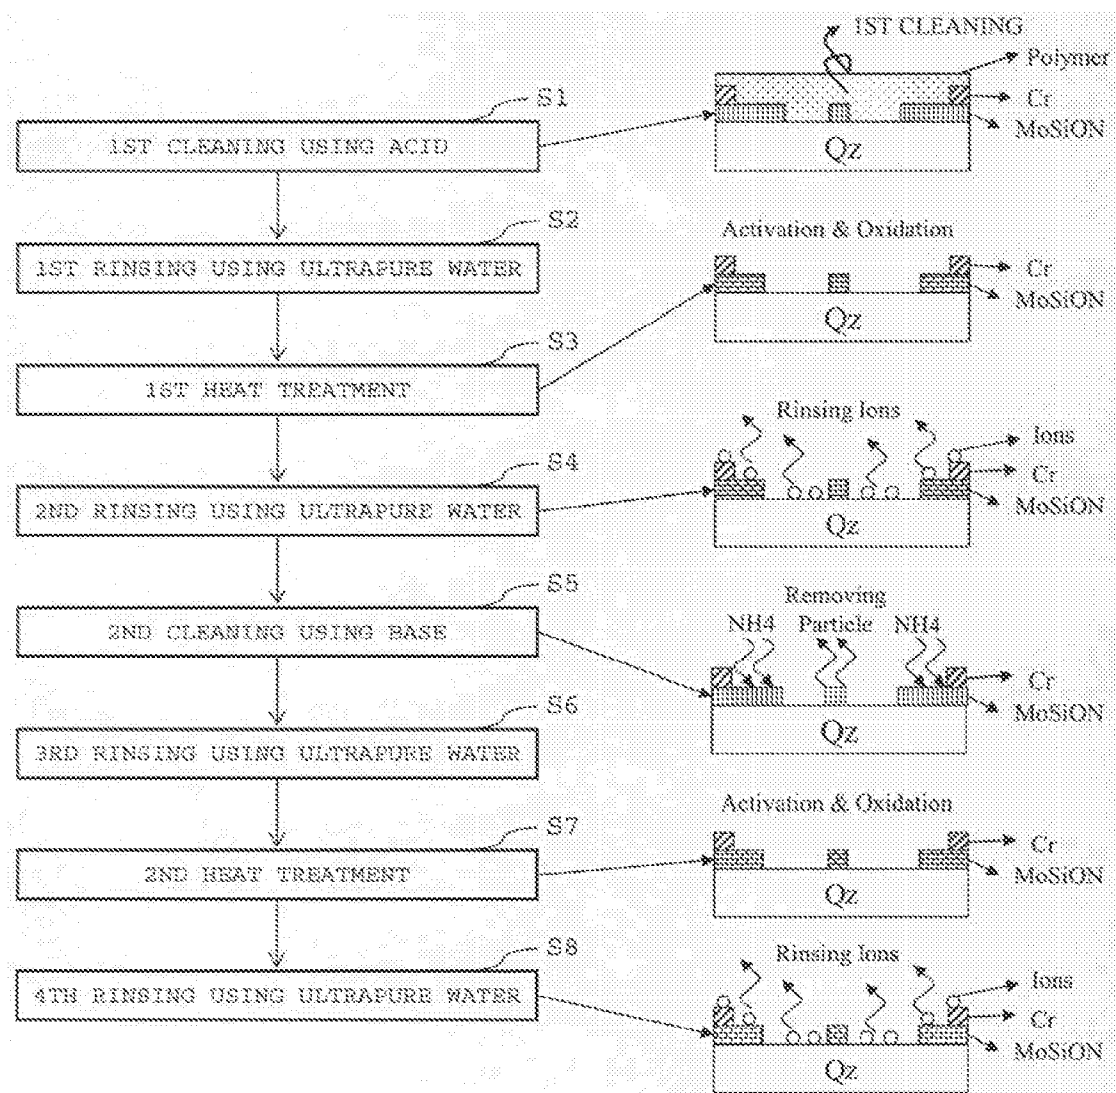 1ST CLEANING
Polymer
S1
Cr
1ST CLEANING USING ACID
MoSiON
Qz
S2
Activation & Oxidation
1ST RINSING USING ULTRAPURE WATER
Cr
MoSiON
Qz
S3
1ST HEAT TREATMENT
Rinsing Ions
Ions
S4
Cr
2ND RINSING USING ULTRAPURE WATER
MoSiON
Qz
S5
Removing
NH4 Particle NH4
2ND CLEANING USING BASE
Cr
MoSiON
S6
Qz
3RD RINSING USING ULTRAPURE WATER
Activation & Oxidation
S7
Cr
2ND HEAT TREATMENT
MoSiON
Qz
S8
Rinsing Ions
Ions
4TH RINSING USING ULTRAPURE WATER
Cr
MoSiON
Qz